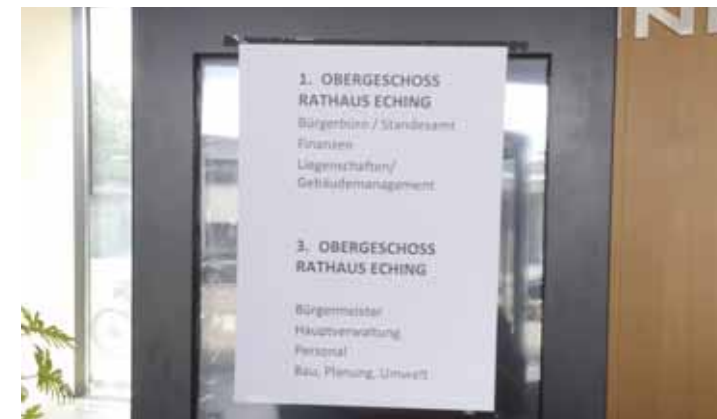 1. OBERGESCHOSS
RATHAUS ECHING
Bürgerbüro / Standesamt
Finanzen
Liegenschaften/
Gebäudemanagement
3. OBERGESCHOSS
RATHAUS ECHING
Bürgermeister
Hauptverwaltung
Personal
Bau, Planung, Umwelt